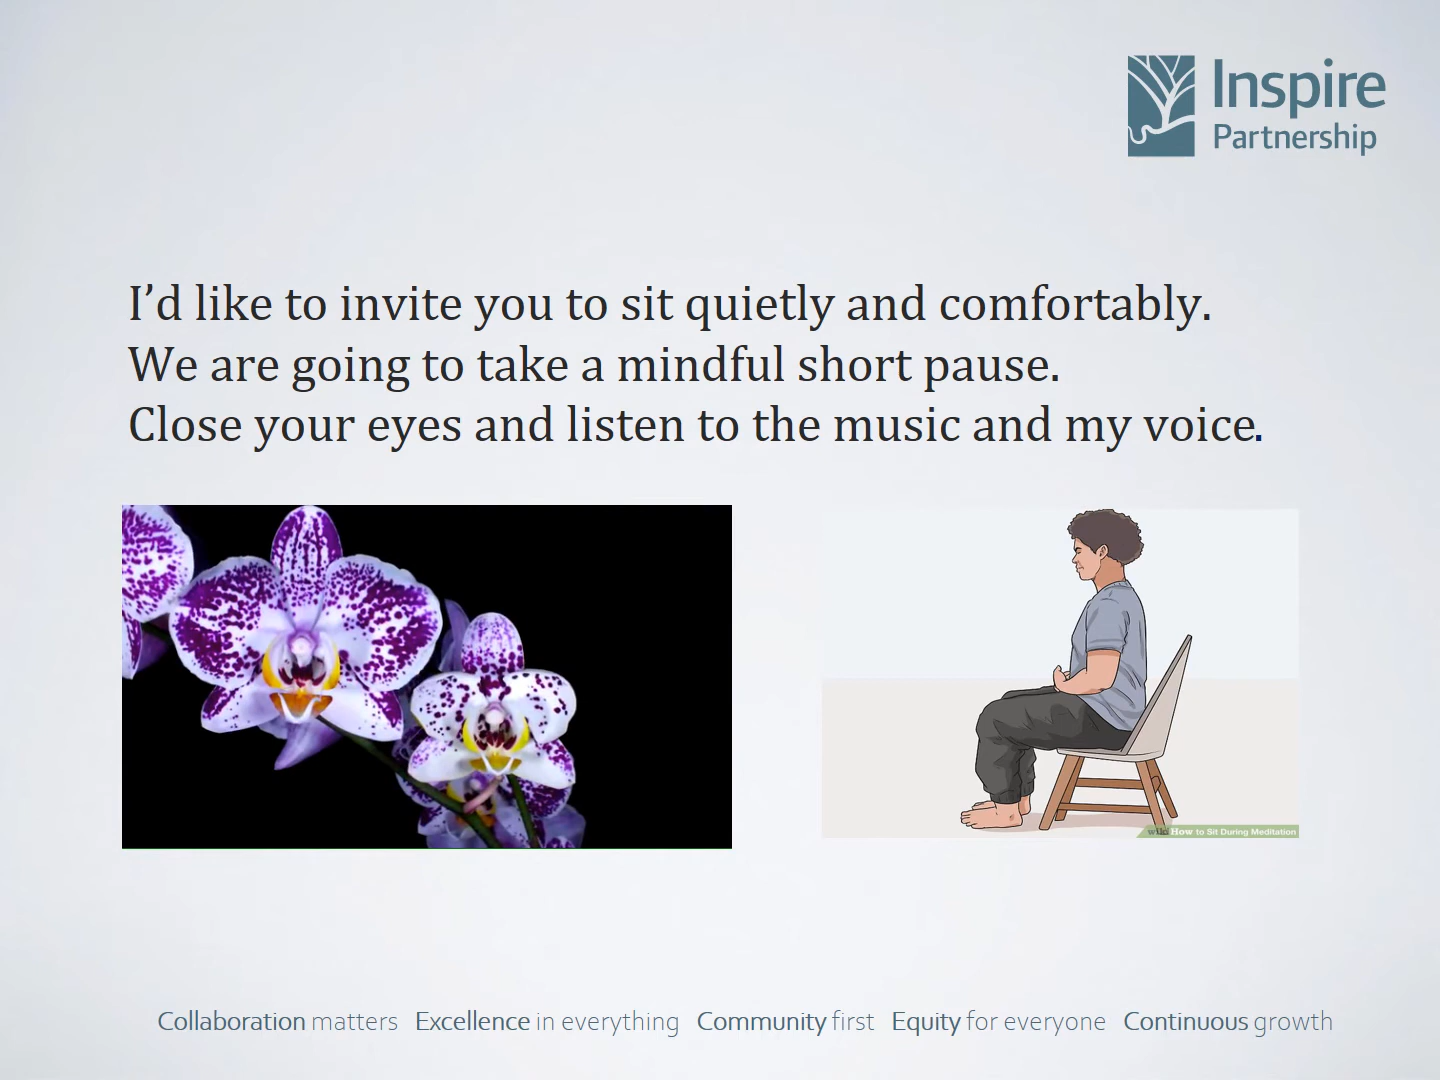 Inspire
Partnership
I’d like to invite you to sit quietly and comfortably.
We are going to take a mindful short pause.
Close your eyes and listen to the music and my voice.
wikiHow to Sit During Meditation
Collaboration matters Excellence in everything Community first Equity for everyone Continuous growth